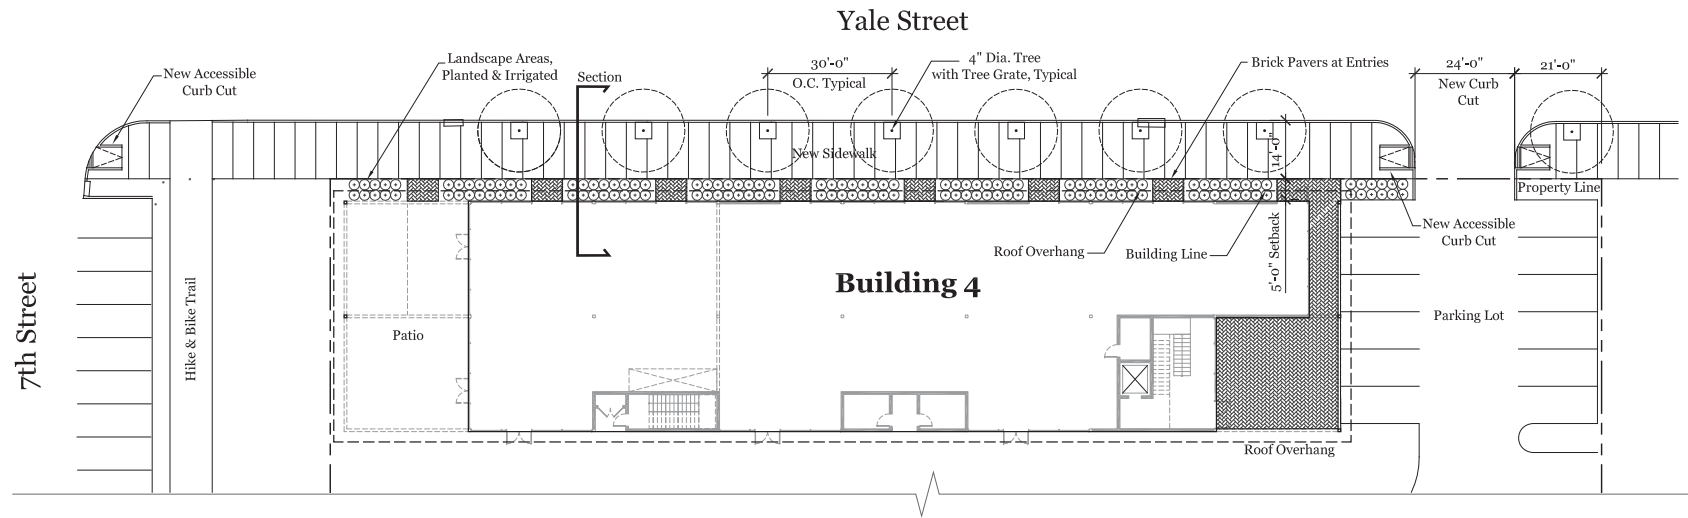 Yale Street
New Accessible
Curb Cut
Landscape Areas,
Planted & Irrigated
Section
30'-0"
O.C. Typical
4" Dia. Tree
with Tree Grate, Typical
Brick Pavers at Entries
24'-0"
New Curb
Cut
21'-0"
New Sidewalk
14'-0"
Property Line
New Accessible
Curb Cut
Roof Overhang
Building Line
5'-0" Setback
Building 4
7th Street
Hike & Bike Trail
Patio
Parking Lot
Roof Overhang